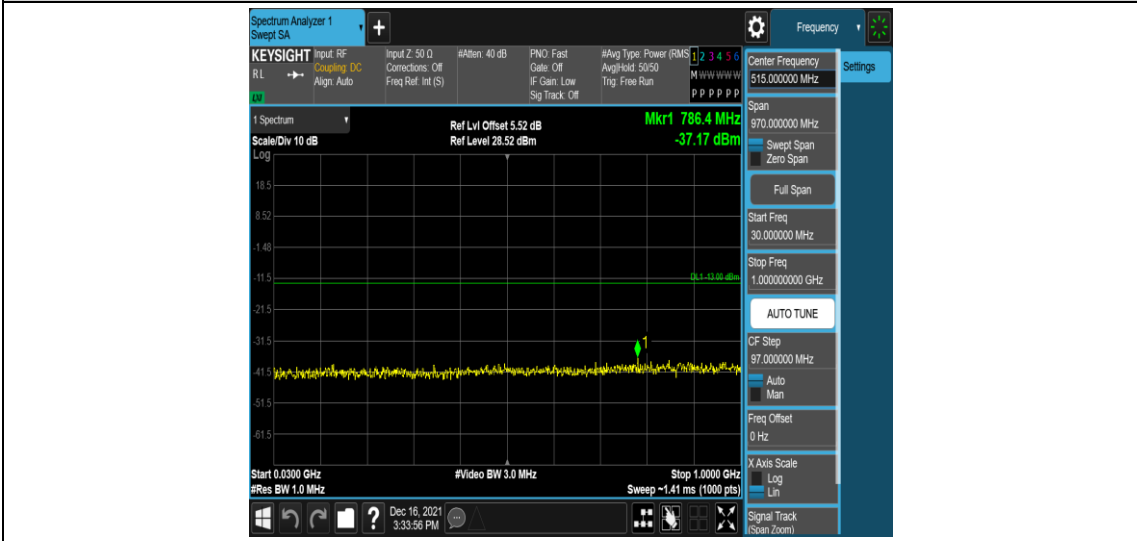 Spectrum Analyzer 1
Swept SA
+
Frequency
KEYSIGHT
RL
LXI
Input: RF
Coupling: DC
Align: Auto
Input Z: 50 Ω
Corrections: Off
Freq Ref: Int (S)
#Atten: 40 dB
PNO: Fast
Gate: Off
IF Gain: Low
Sig Track: Off
#Avg Type: Power (RMS
Avg|Hold: 50/50
Trig: Free Run
1 2 3 4 5 6
M W W W W W
P P P P P P
1 Spectrum
Scale/Div 10 dB
Log
Ref Lvl Offset 5.52 dB
Ref Level 28.52 dBm
Mkr1 786.4 MHz
-37.17 dBm
18.5
8.52
-1.48
-11.5
DL1 -13.00 dBm
-21.5
-31.5
1
-41.5
-51.5
-61.5
Start 0.0300 GHz
#Res BW 1.0 MHz
#Video BW 3.0 MHz
Stop 1.0000 GHz
Sweep ~1.41 ms (1000 pts)
?
Dec 16, 2021
3:33:56 PM
Center Frequency
515.000000 MHz
Settings
Span
970.000000 MHz
Swept Span
Zero Span
Full Span
Start Freq
30.000000 MHz
Stop Freq
1.000000000 GHz
AUTO TUNE
CF Step
97.000000 MHz
Auto
Man
Freq Offset
0 Hz
X Axis Scale
Log
Lin
Signal Track
(Span Zoom)